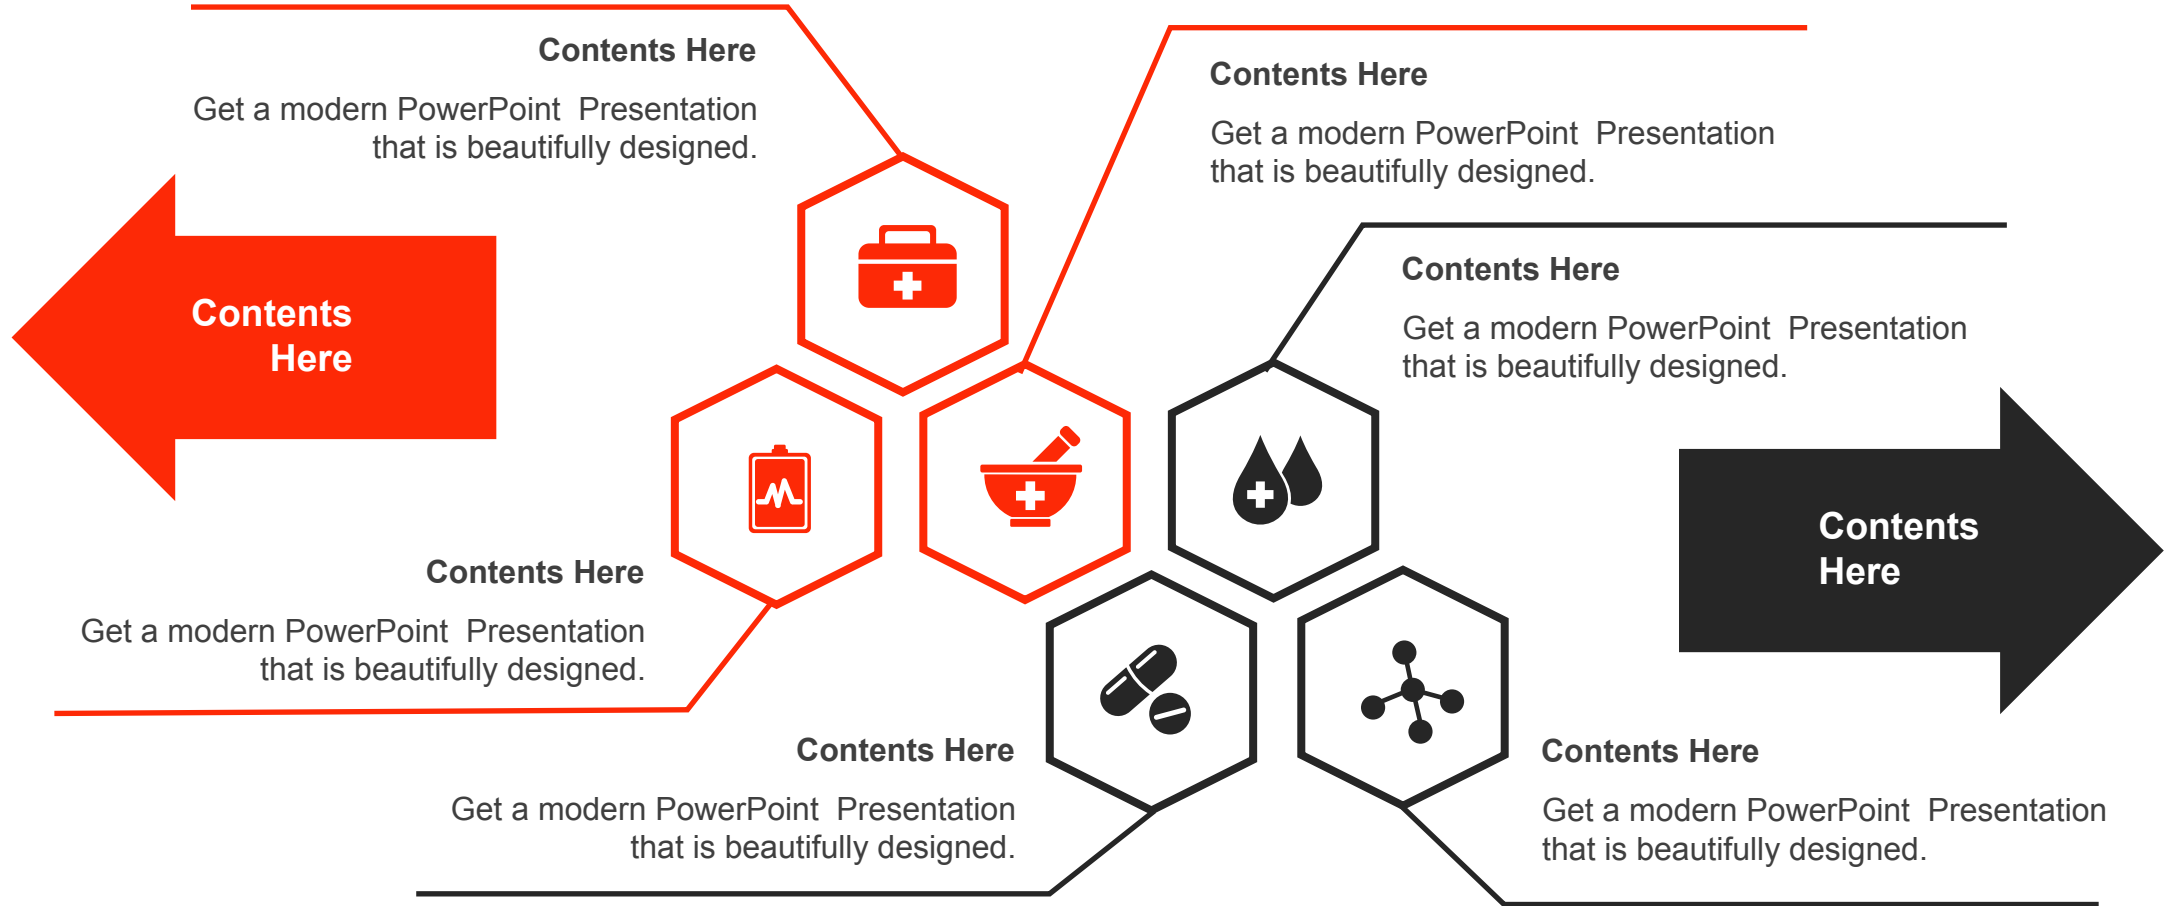 Contents Here
Get a modern PowerPoint  Presentation
that is beautifully designed.
Contents Here
Get a modern PowerPoint  Presentation
that is beautifully designed.
Contents Here
Get a modern PowerPoint  Presentation
that is beautifully designed.
Contents
Here
Contents
Here
Contents Here
Get a modern PowerPoint  Presentation
that is beautifully designed.
Contents Here
Get a modern PowerPoint  Presentation
that is beautifully designed.
Contents Here
Get a modern PowerPoint  Presentation
that is beautifully designed.